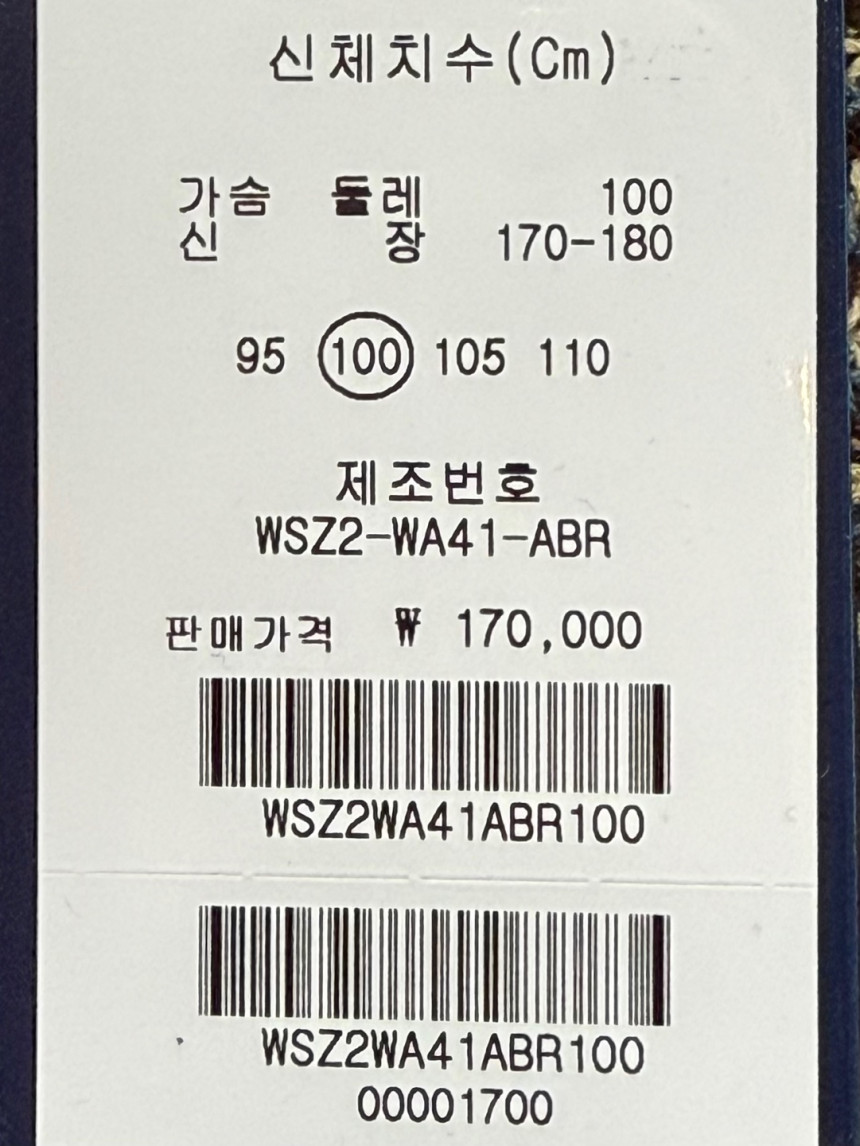 신체치수(Cm)
가슴 둘레 100
신 장 170-180
95 100 105 110
제조번호
WSZ2-WA41-ABR
판매가격 ₩ 170,000
WSZ2WA41ABR100
WSZ2WA41ABR100
00001700